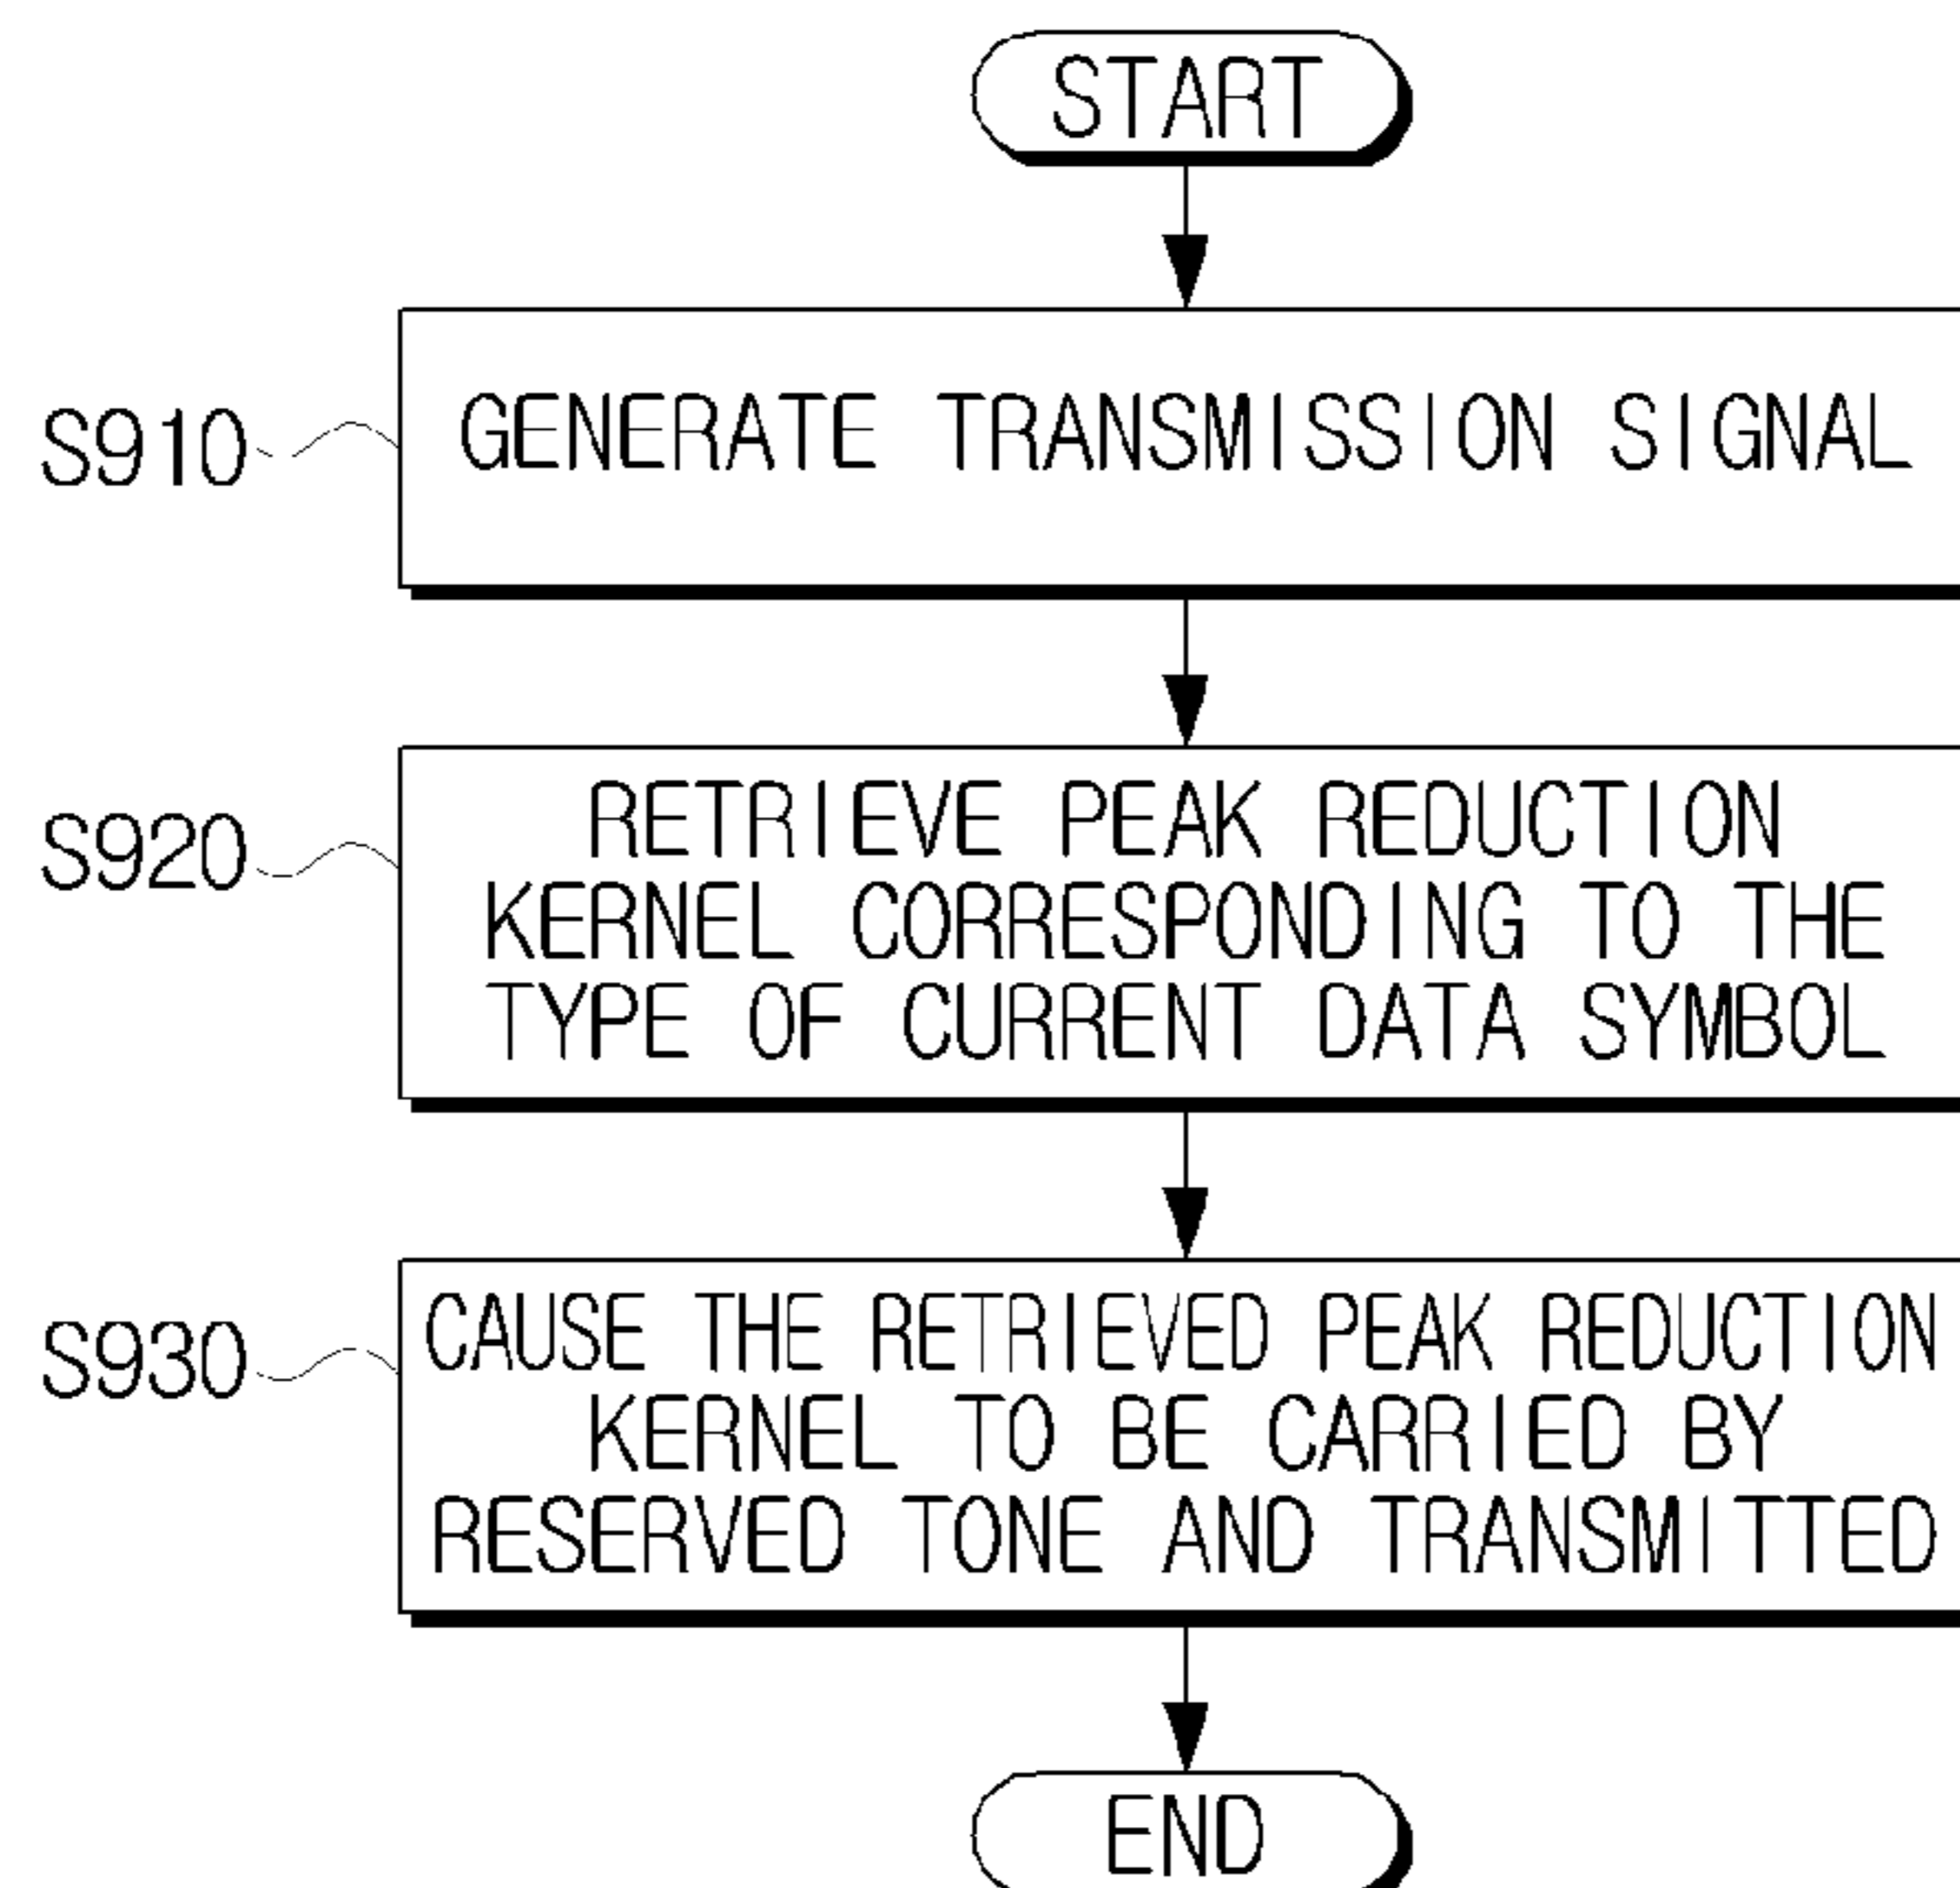 START
S910
GENERATE TRANSMISSION SIGNAL
S920
RETRIEVE PEAK REDUCTION
KERNEL CORRESPONDING TO THE
TYPE OF CURRENT DATA SYMBOL
S930
CAUSE THE RETRIEVED PEAK REDUCTION
KERNEL TO BE CARRIED BY
RESERVED TONE AND TRANSMITTED
END